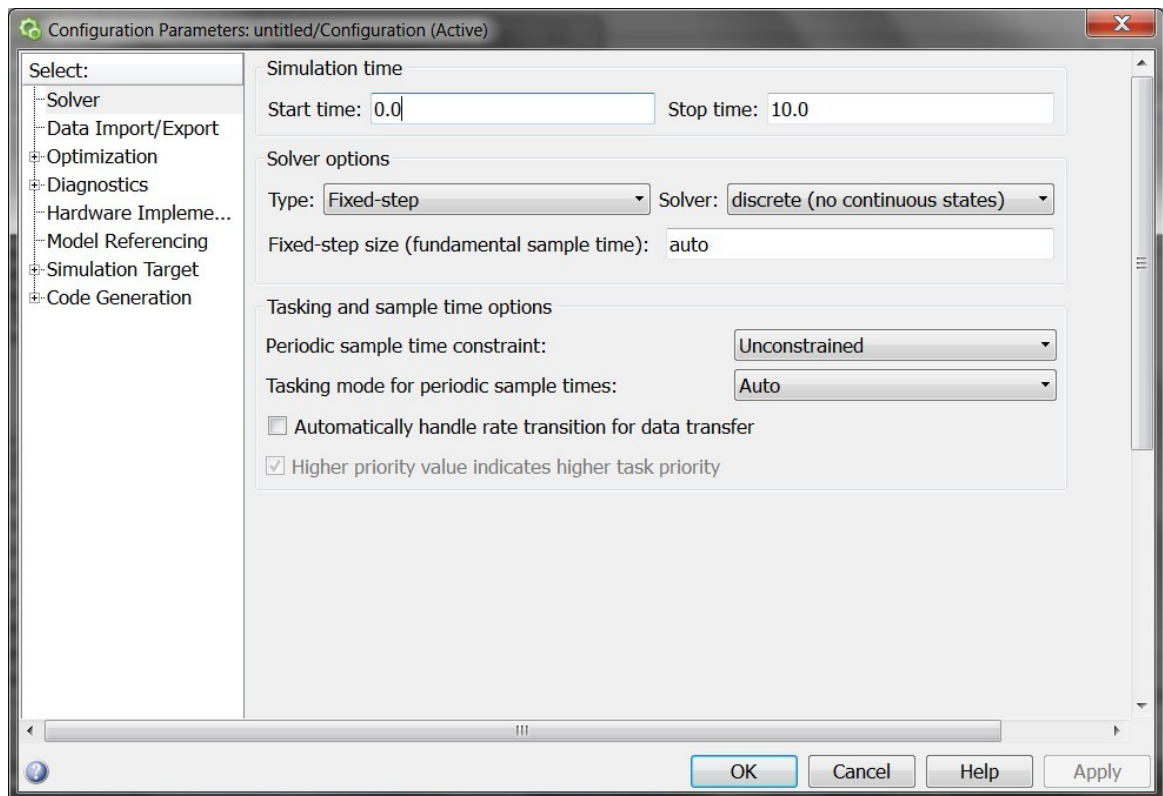 Configuration Parameters: untitled/Configuration (Active)
Select:
Solver
Data Import/Export
Optimization
Diagnostics
Hardware Impleme...
Model Referencing
Simulation Target
Code Generation
Simulation time
Start time: 0.0 Stop time: 10.0
Solver options
Type: Fixed-step Solver: discrete (no continuous states)
Fixed-step size (fundamental sample time): auto
Tasking and sample time options
Periodic sample time constraint: Unconstrained
Tasking mode for periodic sample times: Auto
Automatically handle rate transition for data transfer
Higher priority value indicates higher task priority
OK Cancel Help Apply